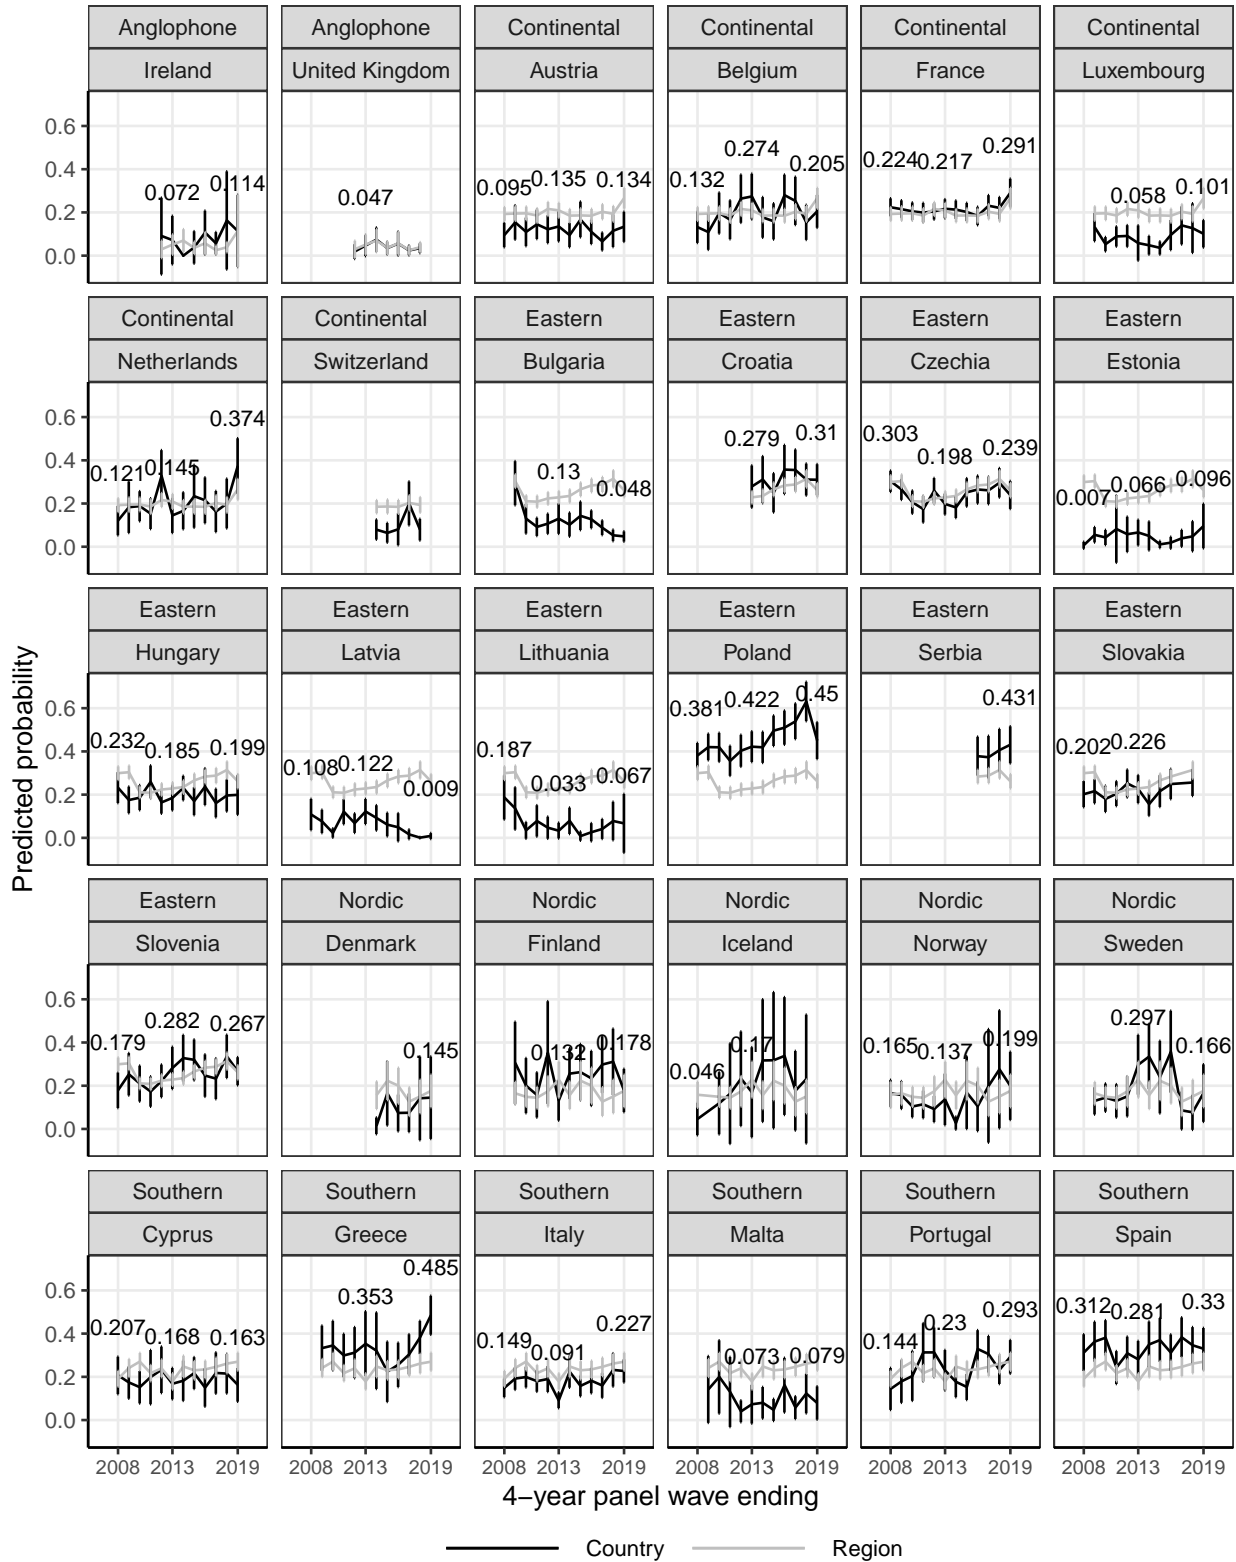 Anglophone Anglophone Continental Continental Continental Continental
Ireland United Kingdom Austria Belgium France Luxembourg
0.6
0.4
0.2
0.0
0.072 0.114
0.047
0.095 0.135 0.134
0.132 0.274 0.205
0.224 0.217 0.291
0.058 0.101
Continental Continental Eastern Eastern Eastern Eastern
Netherlands Switzerland Bulgaria Croatia Czechia Estonia
0.6
0.4
0.2
0.0
0.121 0.145 0.374
0.13 0.048
0.279 0.31
0.303 0.198 0.239
0.007 0.066 0.096
Eastern Eastern Eastern Eastern Eastern Eastern
Hungary Latvia Lithuania Poland Serbia Slovakia
0.6
0.4
0.2
0.0
0.232 0.185 0.199
0.108 0.122 0.009
0.187 0.033 0.067
0.381 0.422 0.45
0.431
0.202 0.226
Eastern Nordic Nordic Nordic Nordic Nordic
Slovenia Denmark Finland Iceland Norway Sweden
0.6
0.4
0.2
0.0
0.179 0.282 0.267
0.145
0.132 0.178
0.046 0.17
0.165 0.137 0.199
0.297 0.166
Southern Southern Southern Southern Southern Southern
Cyprus Greece Italy Malta Portugal Spain
0.6
0.4
0.2
0.0
0.207 0.168 0.163
0.353 0.485
0.149 0.091 0.227
0.073 0.079
0.144 0.23 0.293
0.312 0.281 0.33
2008 2013 2019 2008 2013 2019 2008 2013 2019 2008 2013 2019 2008 2013 2019 2008 2013 2019
Predicted probability
4−year panel wave ending
Country Region